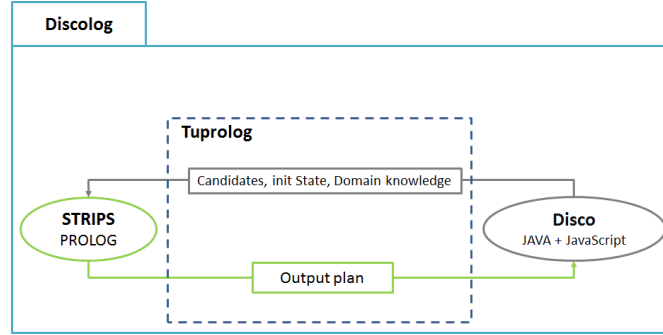 Discolog
Tuprolog
Candidates, init State, Domain knowledge
STRIPS
PROLOG
Disco
JAVA + JavaScript
Output plan